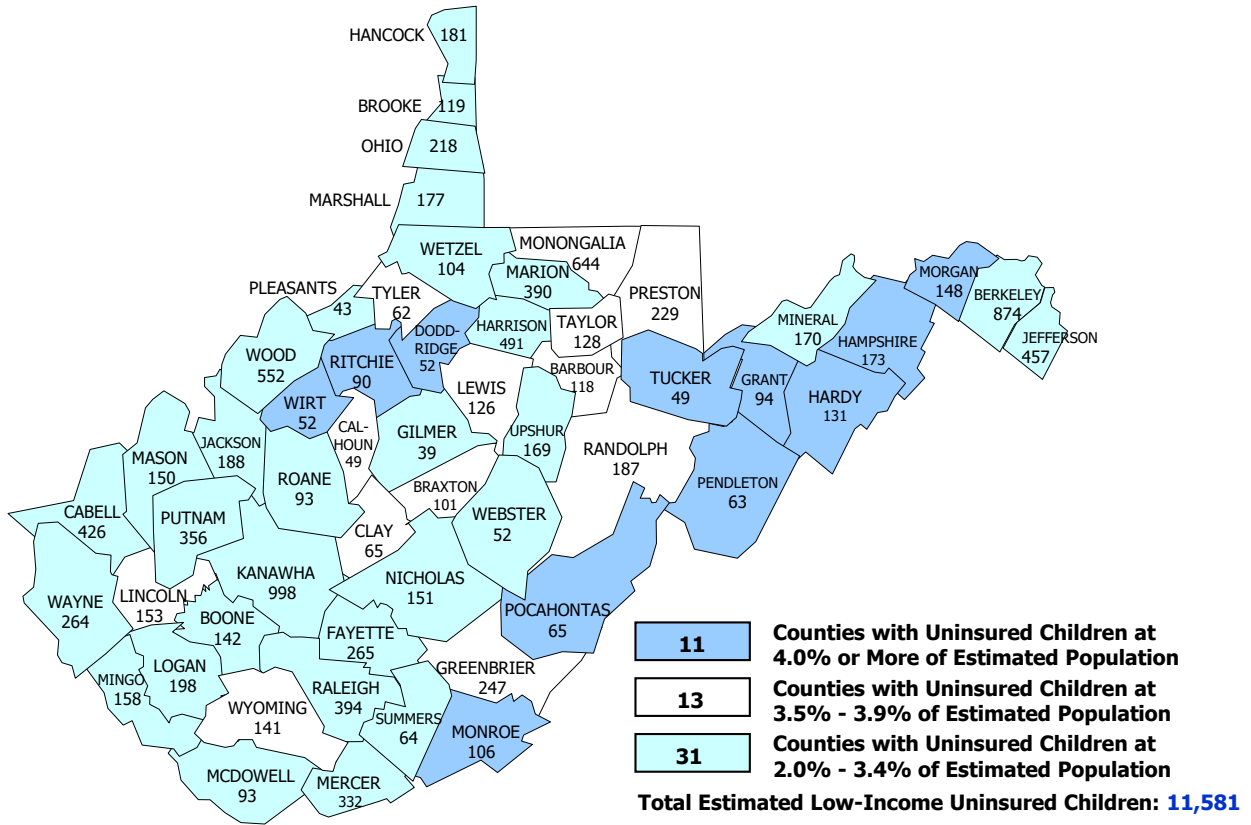 HANCOCK
181
BROOKE
119
OHIO
218
MARSHALL
177
WETZEL
104
MONONGALIA
644
MARION
390
PRESTON
229
MORGAN
148
BERKELEY
874
JEFFERSON
457
MINERAL
170
HAMPSHIRE
173
PLEASANTS
43
TYLER
62
DODD-
RIDGE
52
HARRISON
491
TAYLOR
128
WOOD
552
RITCHIE
90
BARBOUR
118
TUCKER
49
GRANT
94
HARDY
131
WIRT
52
LEWIS
126
CAL-
HOUN
49
GILMER
39
UPSHUR
169
RANDOLPH
187
JACKSON
188
MASON
150
ROANE
93
BRAXTON
101
PENDLETON
63
CABELL
426
PUTNAM
356
CLAY
65
WEBSTER
52
KANAWHA
998
NICHOLAS
151
LINCOLN
153
WAYNE
264
BOONE
142
POCAHONTAS
65
FAYETTE
265
LOGAN
198
MINGO
158
GREENBRIER
247
RALEIGH
394
WYOMING
141
SUMMERS
64
MONROE
106
MCDOWELL
93
MERCER
332
11
Counties with Uninsured Children at
4.0% or More of Estimated Population
13
Counties with Uninsured Children at
3.5% - 3.9% of Estimated Population
31
Counties with Uninsured Children at
2.0% - 3.4% of Estimated Population
Total Estimated Low-Income Uninsured Children: 11,581